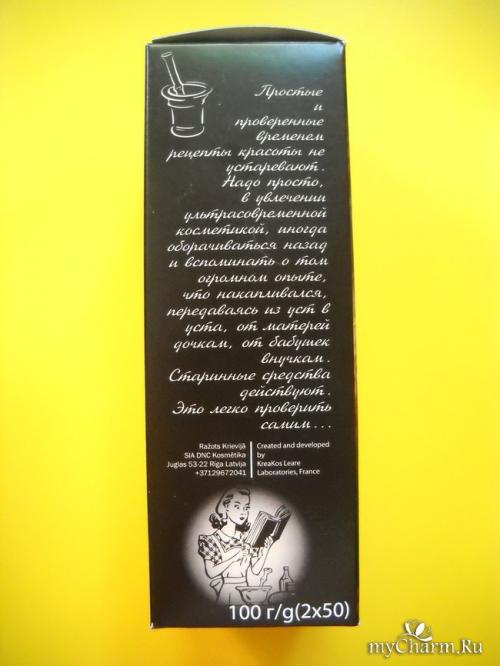 Простые
и
проверенные
временем
рецепты красоты не
устаревают.
Надо просто,
в увлечении
ультрасовременной
косметикой, иногда
оборачиваться назад
и вспоминать о том
огромном опыте,
что накапливался,
передаваясь из уст в
уста, от матерей
дочкам, от бабушек
внучкам.
Старинные средства
действуют.
Это легко проверить
самим...
Ražots Krievijā
SIA DNC Kosmētika
Juglas 53-22 Riga Latvija
+37129672041
Created and developed
by
KreaKos Leare
Laboratories, France
100 г/g(2x50)
myCharm.Ru